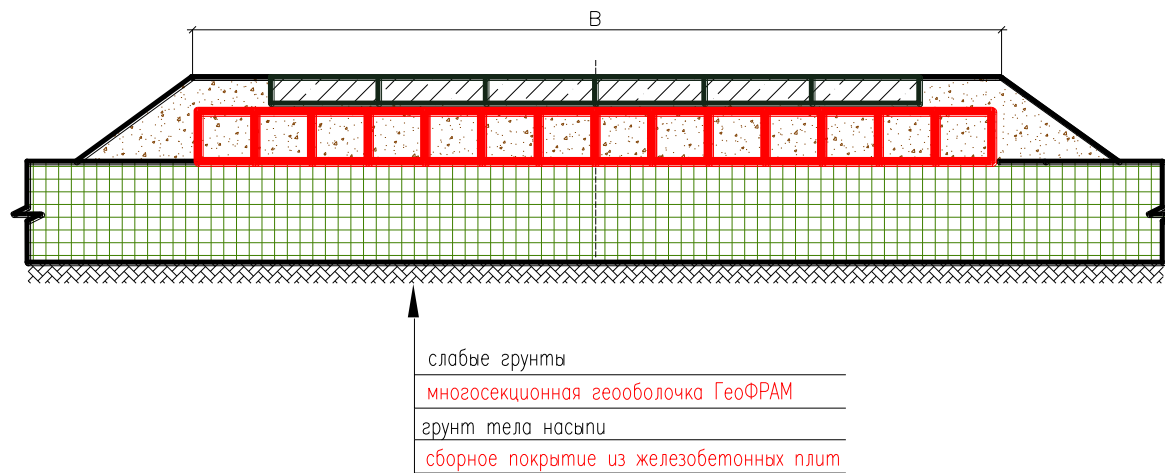 В
слабые грунты
многосекционная геооболочка ГеоФРАМ
грунт тела насыпи
сборное покрытие из железобетонных плит